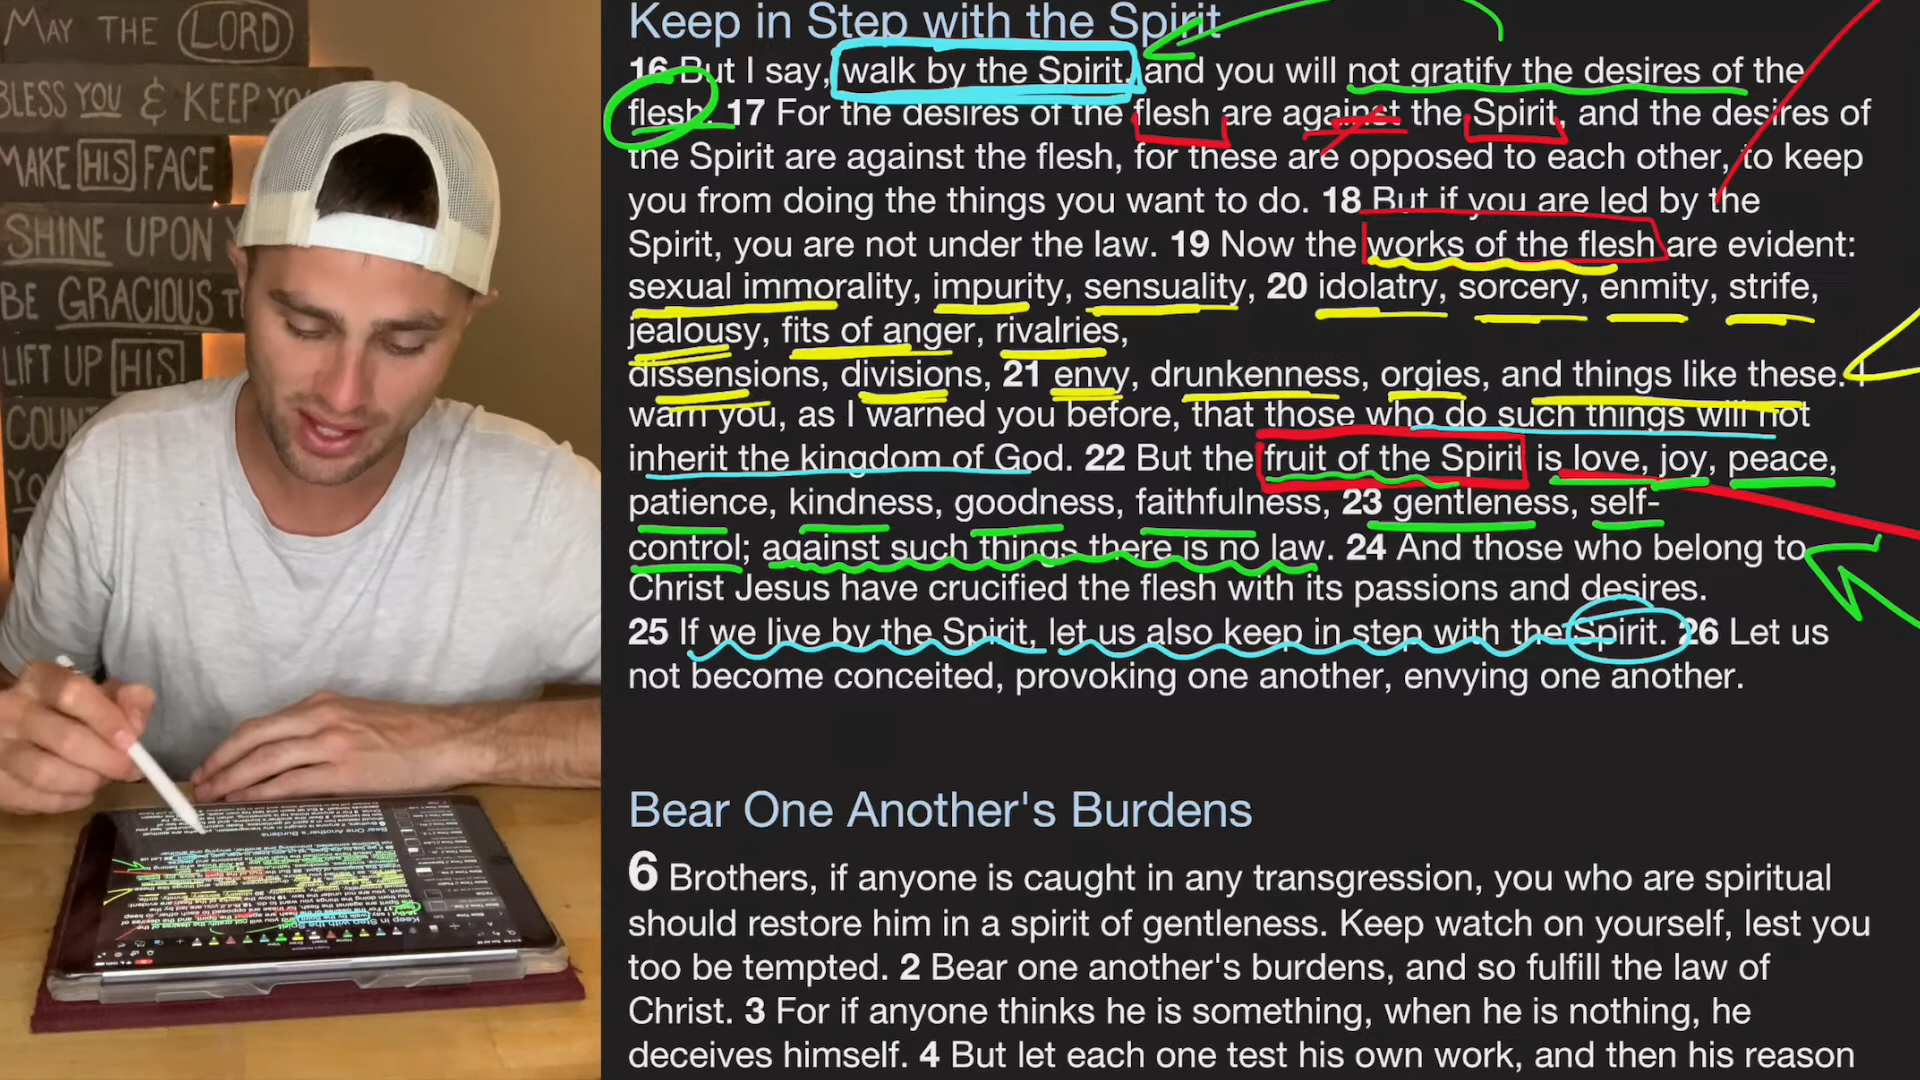 MAY THE LORD
BLESS YOU & KEEP YO
MAKE HIS FACE
SHINE UPON Y
BE GRACIOUS T
LIFT UP HIS
COUN
YO
Keep in Step with the Spirit
16 But I say, walk by the Spirit, and you will not gratify the desires of the
flesh. 17 For the desires of the flesh are against the Spirit, and the desires of
the Spirit are against the flesh, for these are opposed to each other, to keep
you from doing the things you want to do. 18 But if you are led by the
Spirit, you are not under the law. 19 Now the works of the flesh are evident:
sexual immorality, impurity, sensuality, 20 idolatry, sorcery, enmity, strife,
jealousy, fits of anger, rivalries,
dissensions, divisions, 21 envy, drunkenness, orgies, and things like these. I
warn you, as I warned you before, that those who do such things will not
inherit the kingdom of God. 22 But the fruit of the Spirit is love, joy, peace,
patience, kindness, goodness, faithfulness, 23 gentleness, self-
control; against such things there is no law. 24 And those who belong to
Christ Jesus have crucified the flesh with its passions and desires.
25 If we live by the Spirit, let us also keep in step with the Spirit. 26 Let us
not become conceited, provoking one another, envying one another.
Bear One Another's Burdens
6 Brothers, if anyone is caught in any transgression, you who are spiritual
should restore him in a spirit of gentleness. Keep watch on yourself, lest you
too be tempted. 2 Bear one another's burdens, and so fulfill the law of
Christ. 3 For if anyone thinks he is something, when he is nothing, he
deceives himself. 4 But let each one test his own work, and then his reason